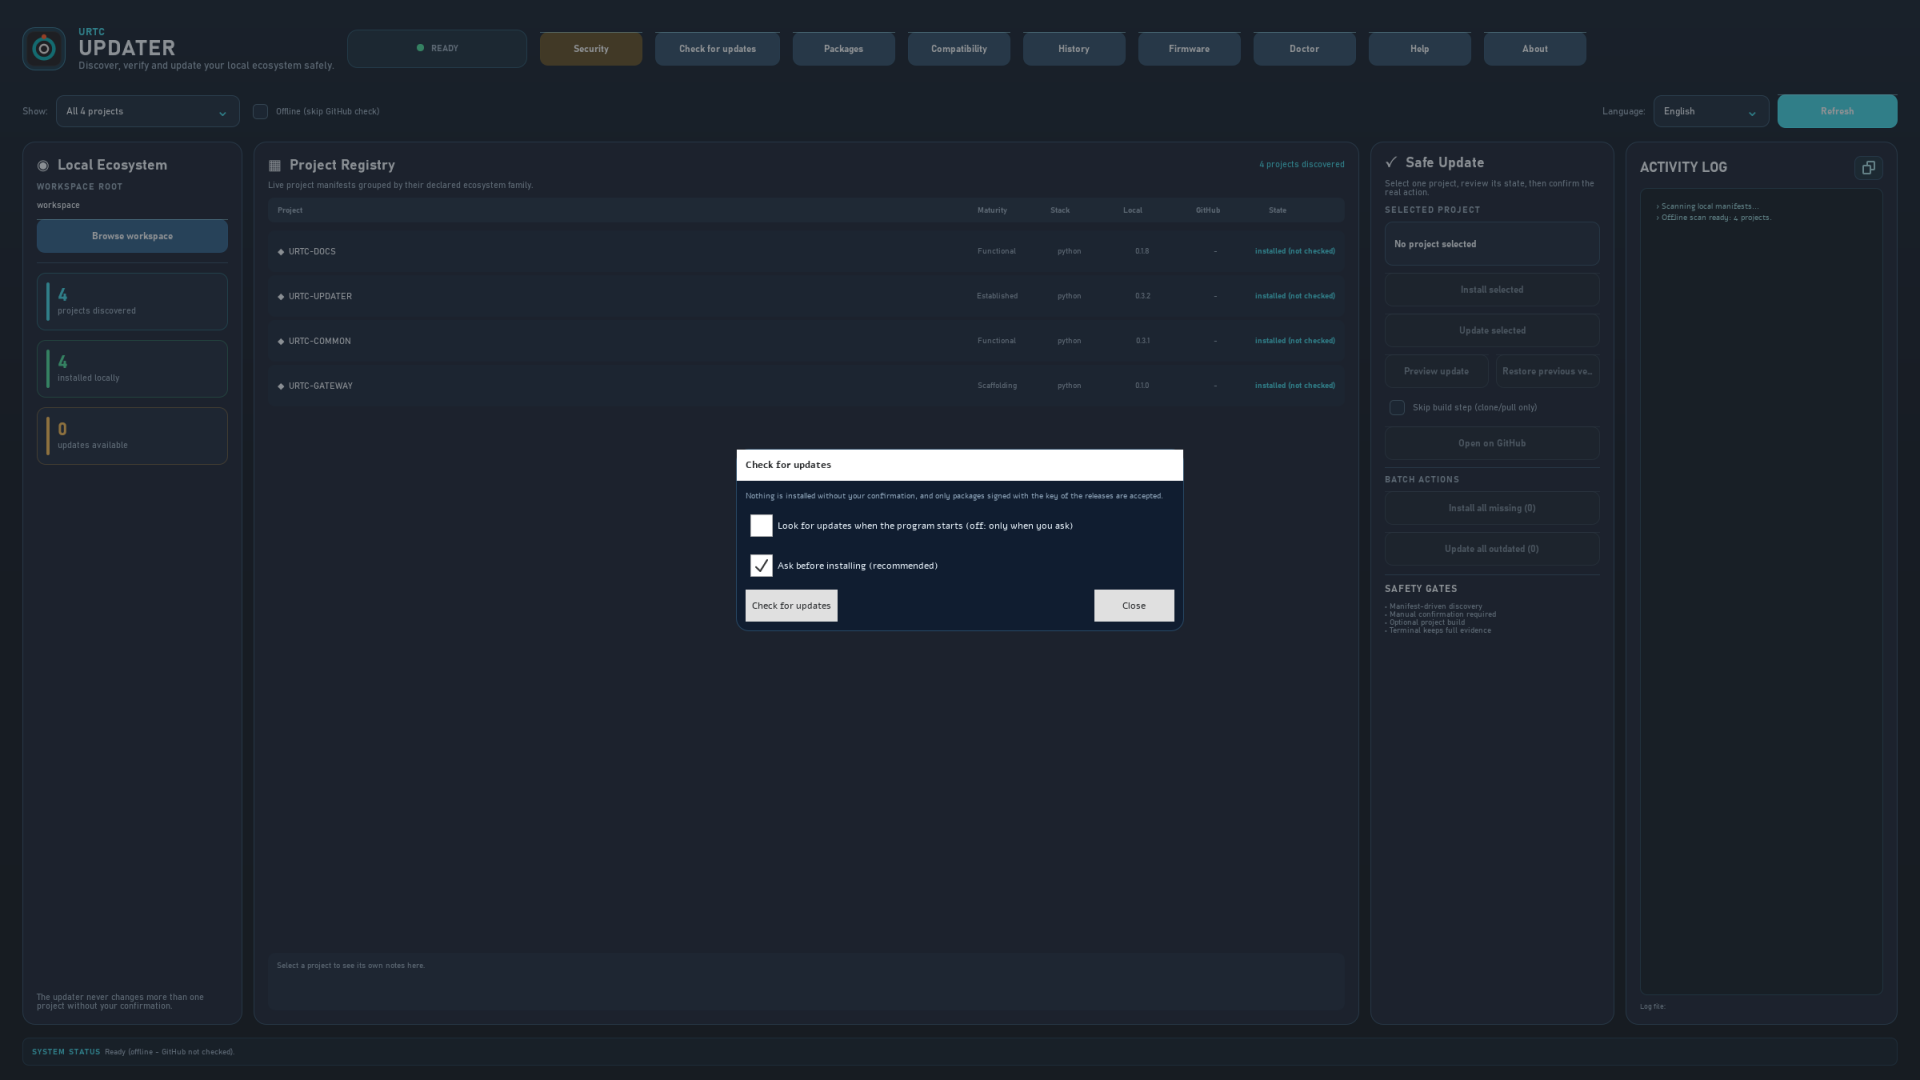 URTC
UPDATER
Discover, verify and update your local ecosystem safely.
READY
Security
Check for updates
Packages
Compatibility
History
Firmware
Doctor
Help
About
Show:
All 4 projects
Offline (skip GitHub check)
Language:
English
Refresh
Local Ecosystem
WORKSPACE ROOT
workspace
Browse workspace
4
projects discovered
4
installed locally
0
updates available
The updater never changes more than one
project without your confirmation.
Project Registry
4 projects discovered
Live project manifests grouped by their declared ecosystem family.
Project Maturity Stack Local GitHub State
◆ URTC-DOCS Functional python 0.1.8 - installed (not checked)
◆ URTC-UPDATER Established python 0.3.2 - installed (not checked)
◆ URTC-COMMON Functional python 0.3.1 - installed (not checked)
◆ URTC-GATEWAY Scaffolding python 0.1.0 - installed (not checked)
Select a project to see its own notes here.
Check for updates
Nothing is installed without your confirmation, and only packages signed with the key of the releases are accepted.
Look for updates when the program starts (off: only when you ask)
Ask before installing (recommended)
Check for updates
Close
✓ Safe Update
Select one project, review its state, then confirm the
real action.
SELECTED PROJECT
No project selected
Install selected
Update selected
Preview update
Restore previous ve...
Skip build step (clone/pull only)
Open on GitHub
BATCH ACTIONS
Install all missing (0)
Update all outdated (0)
SAFETY GATES
• Manifest-driven discovery
• Manual confirmation required
• Optional project build
• Terminal keeps full evidence
ACTIVITY LOG
› Scanning local manifests...
› Offline scan ready: 4 projects.
Log file:
SYSTEM STATUS Ready (offline - GitHub not checked).